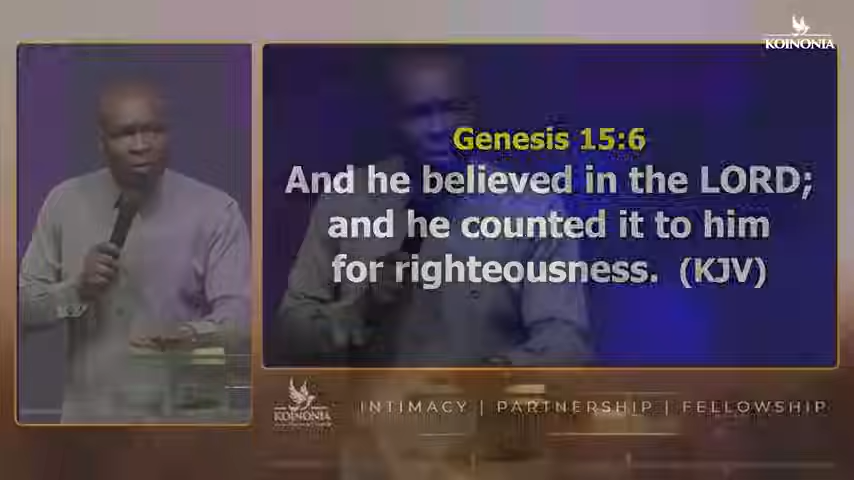 KOINONIA
Genesis 15:6
And he believed in the LORD;
and he counted it to him
for righteousness. (KJV)
KOINONIA
INTIMACY | PARTNERSHIP | FELLOWSHIP